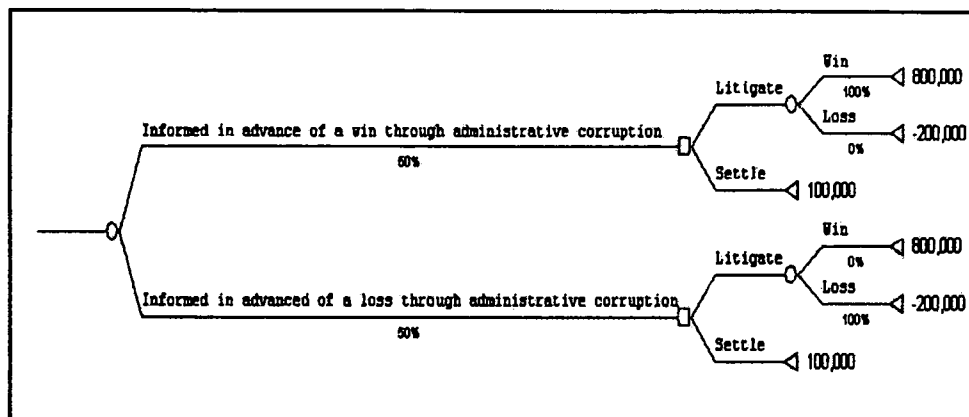 Win
Litigate
800,000
100%
Informed in advance of a win through administrative corruption
Loss
-200,000
50%
0%
Settle
100,000
Win
Litigate
800,000
0%
Informed in advanced of a loss through administrative corruption
Loss
-200,000
50%
100%
Settle
100,000